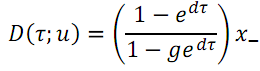 D(τ; u) = ( (1 − e^{dτ}) / (1 − ge^{dτ}) ) x_−